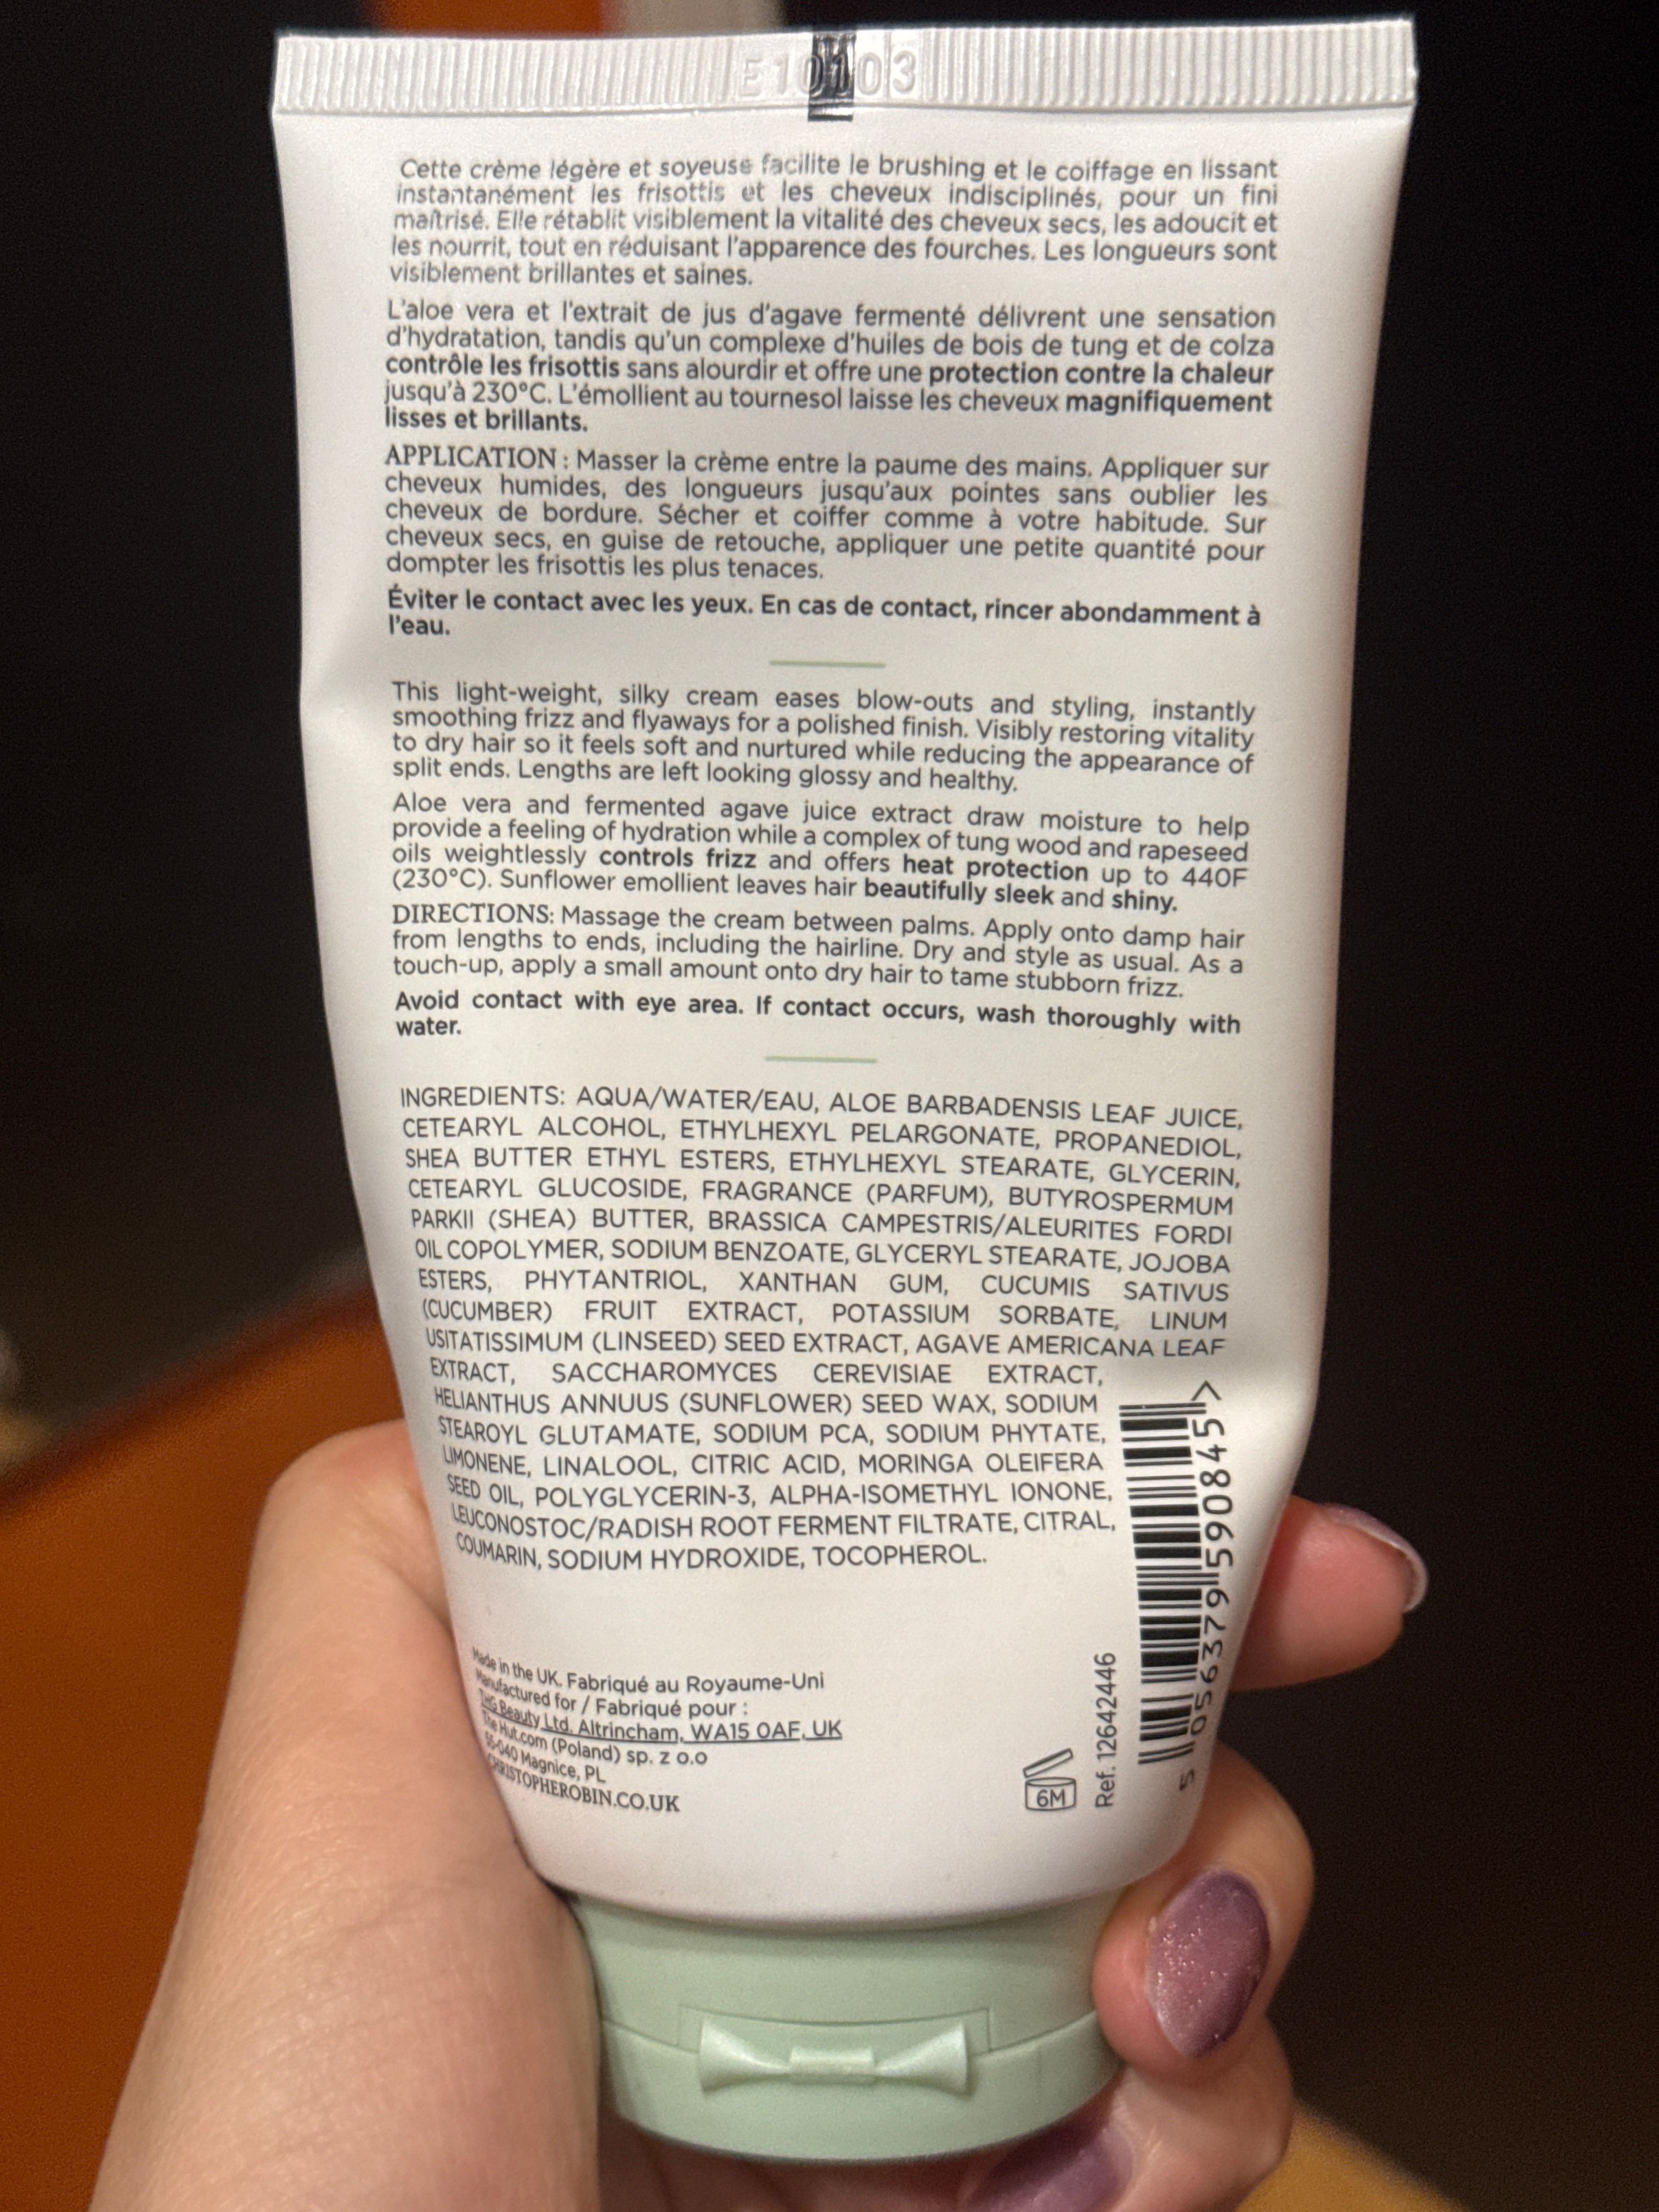 E10103
Cette crème légère et soyeuse facilite le brushing et le coiffage en lissant
instantanément les frisottis et les cheveux indisciplinés, pour un fini
maîtrisé. Elle rétablit visiblement la vitalité des cheveux secs, les adoucit et
les nourrit, tout en réduisant l'apparence des fourches. Les longueurs sont
visiblement brillantes et saines.
L'aloe vera et l'extrait de jus d'agave fermenté délivrent une sensation
d'hydratation, tandis qu'un complexe d'huiles de bois de tung et de colza
contrôle les frisottis sans alourdir et offre une protection contre la chaleur
jusqu'à 230°C. L'émollient au tournesol laisse les cheveux magnifiquement
lisses et brillants.
APPLICATION : Masser la crème entre la paume des mains. Appliquer sur
cheveux humides, des longueurs jusqu'aux pointes sans oublier les
cheveux de bordure. Sécher et coiffer comme à votre habitude. Sur
cheveux secs, en guise de retouche, appliquer une petite quantité pour
dompter les frisottis les plus tenaces.
Éviter le contact avec les yeux. En cas de contact, rincer abondamment à
l'eau.
This light-weight, silky cream eases blow-outs and styling, instantly
smoothing frizz and flyaways for a polished finish. Visibly restoring vitality
to dry hair so it feels soft and nurtured while reducing the appearance of
split ends. Lengths are left looking glossy and healthy.
Aloe vera and fermented agave juice extract draw moisture to help
provide a feeling of hydration while a complex of tung wood and rapeseed
oils weightlessly controls frizz and offers heat protection up to 440F
(230°C). Sunflower emollient leaves hair beautifully sleek and shiny.
DIRECTIONS: Massage the cream between palms. Apply onto damp hair
from lengths to ends, including the hairline. Dry and style as usual. As a
touch-up, apply a small amount onto dry hair to tame stubborn frizz.
Avoid contact with eye area. If contact occurs, wash thoroughly with
water.
INGREDIENTS: AQUA/WATER/EAU, ALOE BARBADENSIS LEAF JUICE,
CETEARYL ALCOHOL, ETHYLHEXYL PELARGONATE, PROPANEDIOL,
SHEA BUTTER ETHYL ESTERS, ETHYLHEXYL STEARATE, GLYCERIN,
CETEARYL GLUCOSIDE, FRAGRANCE (PARFUM), BUTYROSPERMUM
PARKII (SHEA) BUTTER, BRASSICA CAMPESTRIS/ALEURITES FORDI
OIL COPOLYMER, SODIUM BENZOATE, GLYCERYL STEARATE, JOJOBA
ESTERS, PHYTANTRIOL, XANTHAN GUM, CUCUMIS SATIVUS
(CUCUMBER) FRUIT EXTRACT, POTASSIUM SORBATE, LINUM
USITATISSIMUM (LINSEED) SEED EXTRACT, AGAVE AMERICANA LEAF
EXTRACT, SACCHAROMYCES CEREVISIAE EXTRACT,
HELIANTHUS ANNUUS (SUNFLOWER) SEED WAX, SODIUM
STEAROYL GLUTAMATE, SODIUM PCA, SODIUM PHYTATE,
LIMONENE, LINALOOL, CITRIC ACID, MORINGA OLEIFERA
SEED OIL, POLYGLYCERIN-3, ALPHA-ISOMETHYL IONONE,
LEUCONOSTOC/RADISH ROOT FERMENT FILTRATE, CITRAL,
COUMARIN, SODIUM HYDROXIDE, TOCOPHEROL.
Made in the UK. Fabriqué au Royaume-Uni
Manufactured for / Fabriqué pour :
THG Beauty Ltd. Altrincham, WA15 0AF, UK
The Hut.com (Poland) sp. z o.o
55-040 Magnice, PL
CHRISTOPHEROBIN.CO.UK
6M
Ref. 12642446
5 056379 590845 >